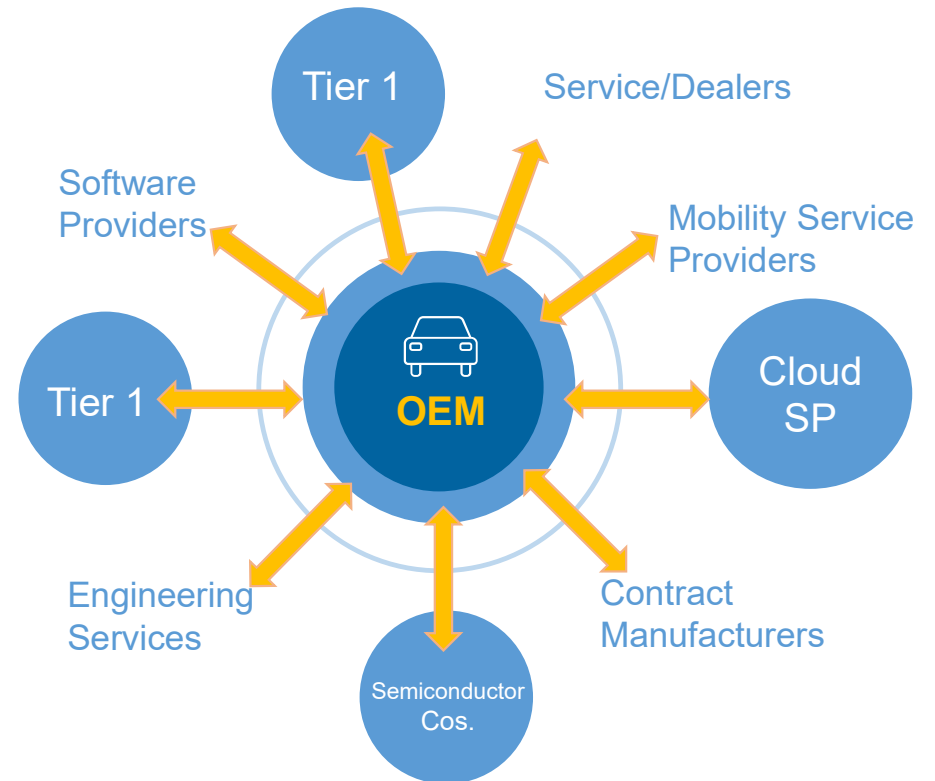 Tier 1
Service/Dealers
Software
Providers
Mobility Service
Providers
Tier 1
OEM
Cloud
SP
Engineering
Services
Contract
Manufacturers
Semiconductor
Cos.